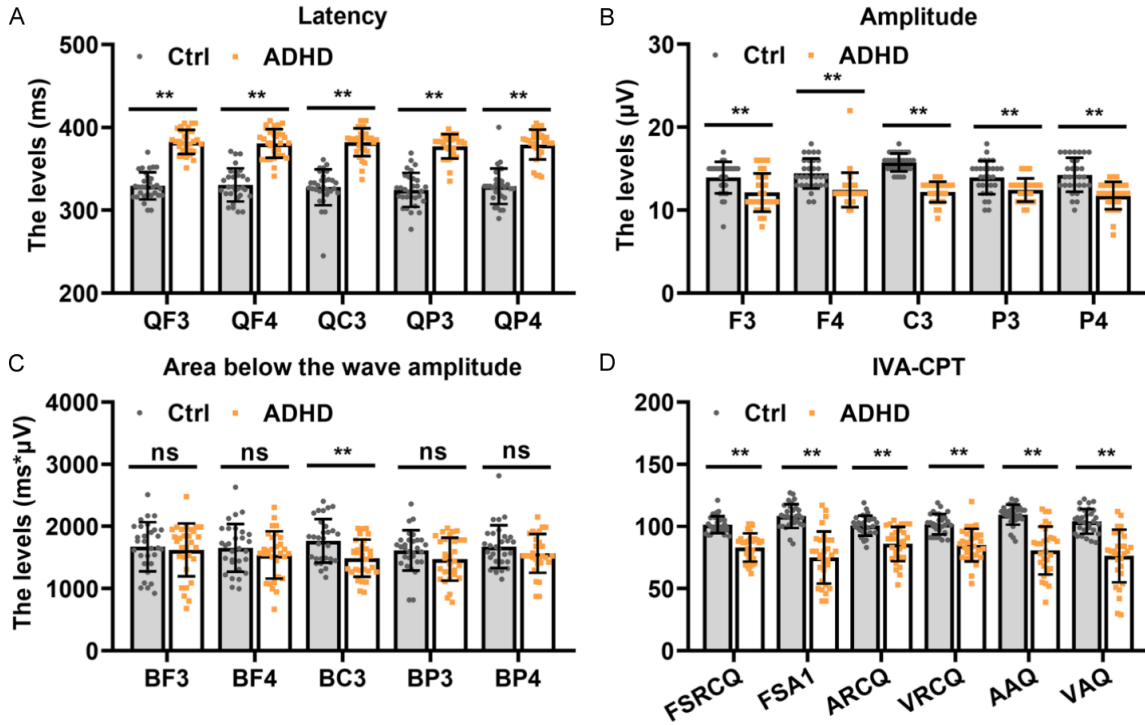 A
Latency
500
Ctrl ADHD
** ** ** ** **
400
The levels (ms)
300
200
QF3 QF4 QC3 QP3 QP4
B
Amplitude
30
Ctrl ADHD
** ** ** ** **
20
The levels (μV)
10
0
F3 F4 C3 P3 P4
C
Area below the wave amplitude
4000
Ctrl ADHD
ns ns ** ns ns
3000
The levels (ms*μV)
2000
1000
0
BF3 BF4 BC3 BP3 BP4
D
IVA-CPT
200
Ctrl ADHD
** ** ** ** ** **
150
100
50
0
FSRCQ FSA1 ARCQ VRCQ AAQ VAQ